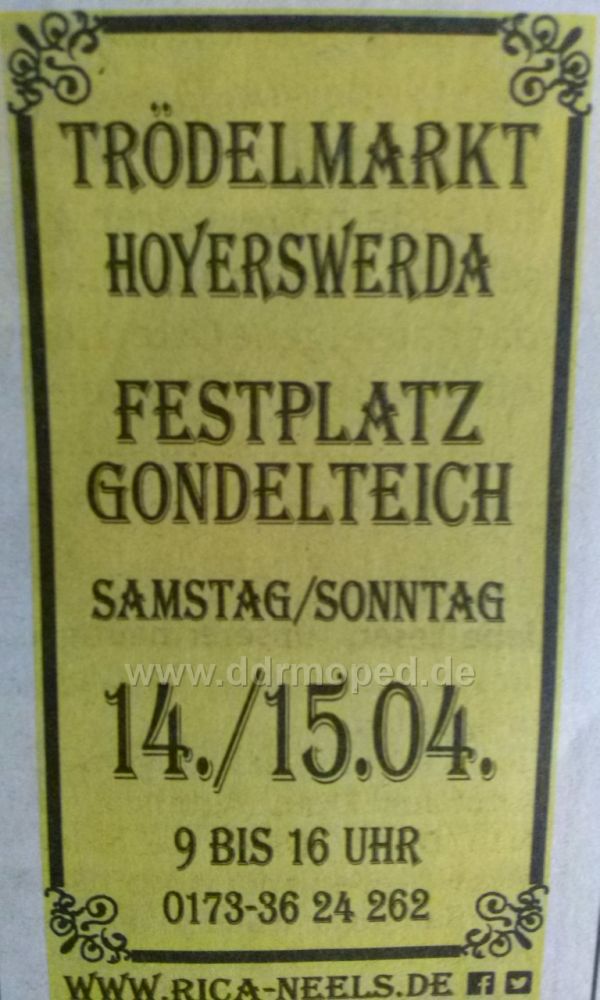 TRÖDELMARKT
HOYERSWERDA
FESTPLATZ
GONDELTEICH
SAMSTAG/SONNTAG
www.ddrmoped.de
14./15.04.
9 BIS 16 UHR
0173-36 24 262
WWW.RICA-NEELS.DE